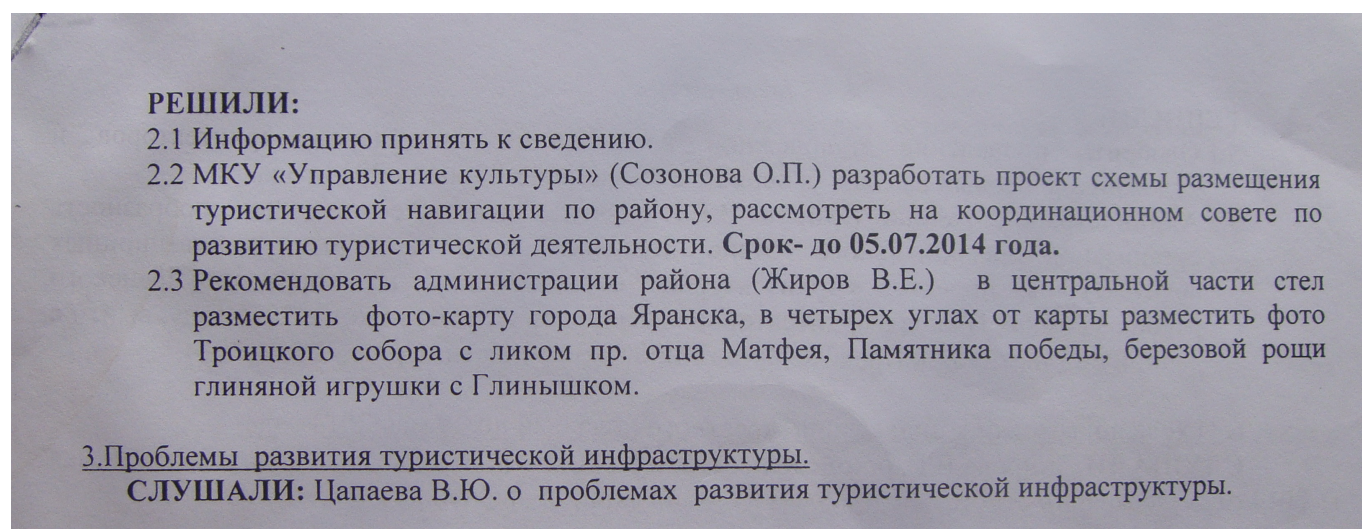 РЕШИЛИ:
2.1 Информацию принять к сведению.
2.2 МКУ «Управление культуры» (Созонова О.П.) разработать проект схемы размещения
туристической навигации по району, рассмотреть на координационном совете по
развитию туристической деятельности. Срок- до 05.07.2014 года.
2.3 Рекомендовать администрации района (Жиров В.Е.) в центральной части стел
разместить фото-карту города Яранска, в четырех углах от карты разместить фото
Троицкого собора с ликом пр. отца Матфея, Памятника победы, березовой рощи
глиняной игрушки с Глинышком.
3.Проблемы развития туристической инфраструктуры.
СЛУШАЛИ: Цапаева В.Ю. о проблемах развития туристической инфраструктуры.